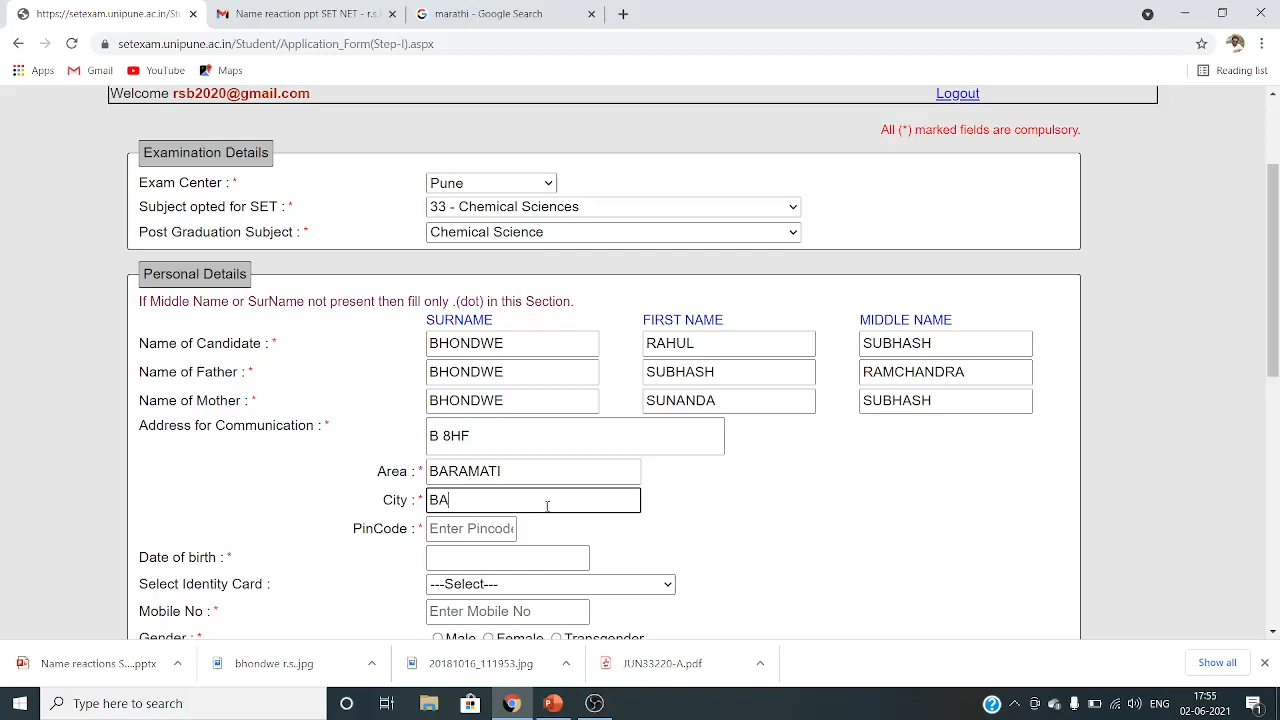 https://setexam.unipune.ac.in/St
Name reaction ppt SET NET - r.s.
marathi - Google Search
setexam.unipune.ac.in/Student/Application_Form(Step-I).aspx
Apps Gmail YouTube Maps Reading list
Welcome rsb2020@gmail.com Logout
All (*) marked fields are compulsory.
Examination Details
Exam Center : * Pune
Subject opted for SET : * 33 - Chemical Sciences
Post Graduation Subject : * Chemical Science
Personal Details
If Middle Name or SurName not present then fill only .(dot) in this Section.
SURNAME FIRST NAME MIDDLE NAME
Name of Candidate : * BHONDWE RAHUL SUBHASH
Name of Father : * BHONDWE SUBHASH RAMCHANDRA
Name of Mother : * BHONDWE SUNANDA SUBHASH
Address for Communication : * B 8HF
Area : * BARAMATI
City : * BA
PinCode : * Enter Pincode
Date of birth : *
Select Identity Card : ---Select---
Mobile No : * Enter Mobile No
Gender : * Male Female Transgender
Name reactions S....pptx bhondwe r.s.jpg 20181016_111953.jpg JUN33220-A.pdf Show all
Type here to search ENG 17:55
02-06-2021